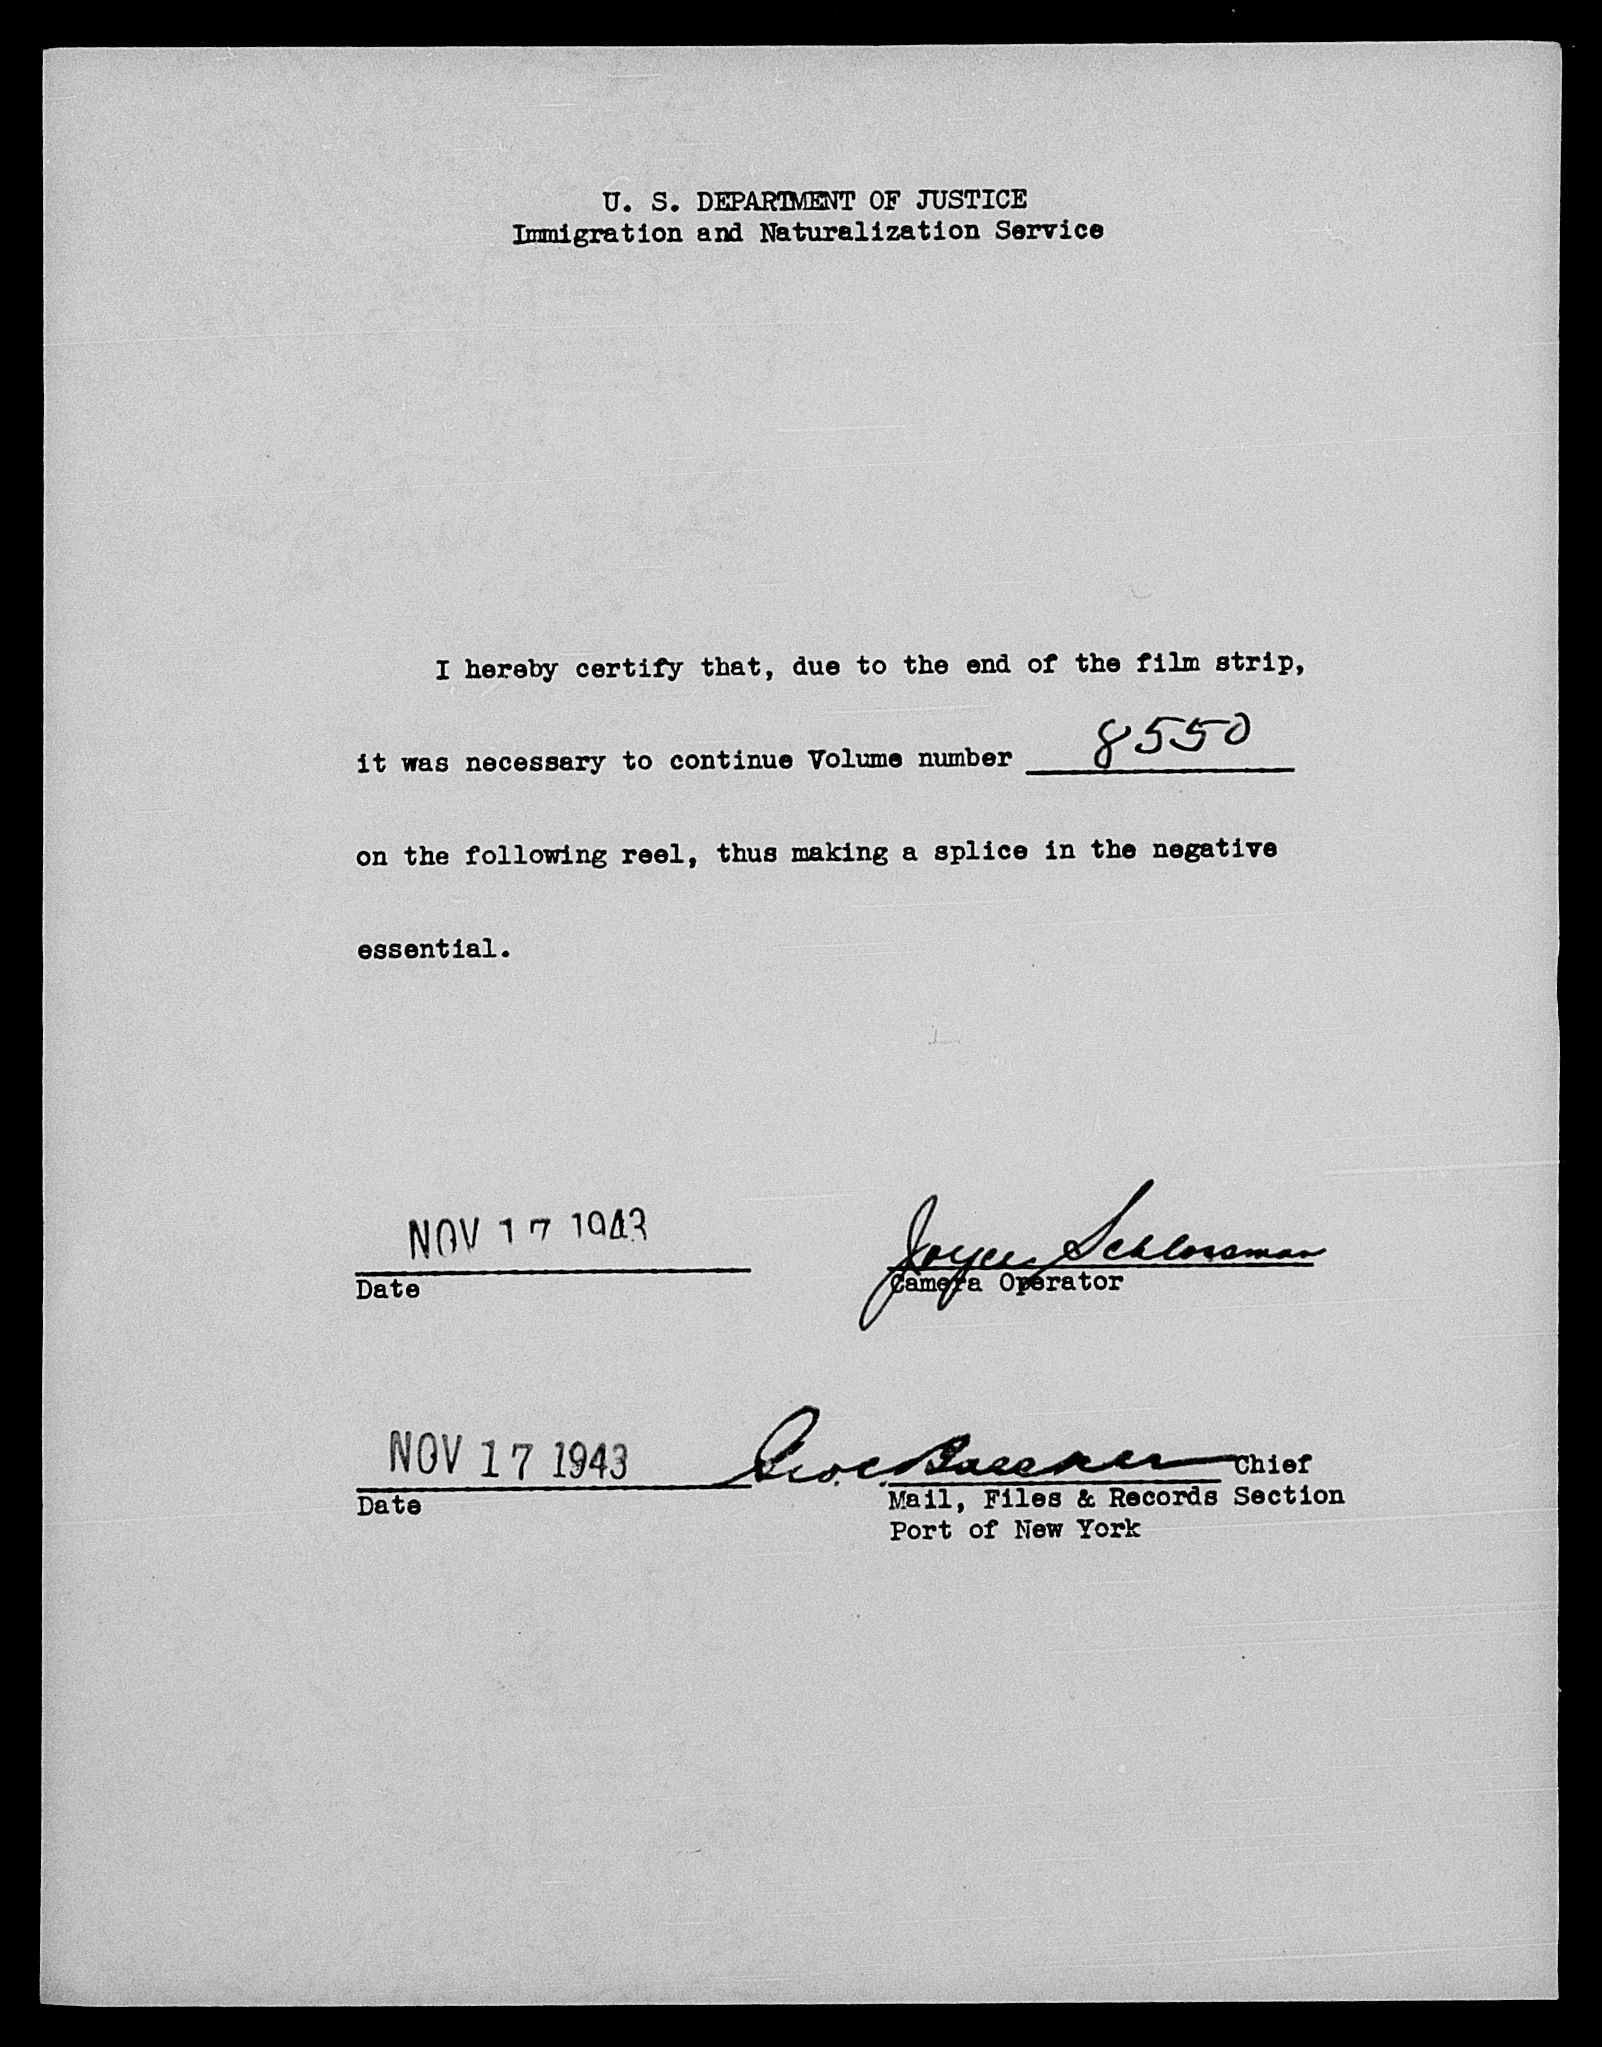 U. S. DEPARTMENT OF JUSTICE
Immigration and Naturalization Service
I hereby certify that, due to the end of the film strip,
it was necessary to continue Volume number 8550
on the following reel, thus making a splice in the negative
essential.
NOV 17 1943 Joyce Schlossman
Date Camera Operator
NOV 17 1943 Geo. C. Chief
Date Mail, Files & Records Section
Port of New York